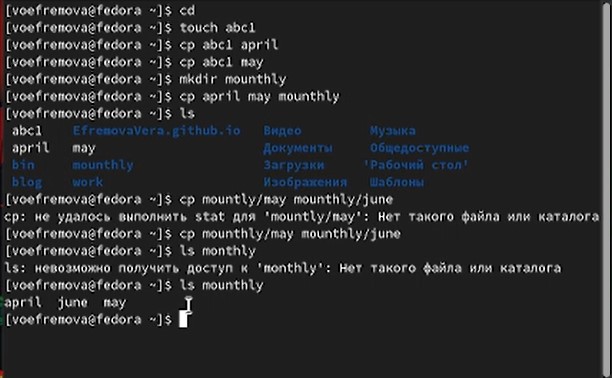 [voefremova@fedora ~]$ cd
[voefremova@fedora ~]$ touch abc1
[voefremova@fedora ~]$ cp abc1 april
[voefremova@fedora ~]$ cp abc1 may
[voefremova@fedora ~]$ mkdir mounthly
[voefremova@fedora ~]$ cp april may mounthly
[voefremova@fedora ~]$ ls
abc1 EfremovaVera.github.io Видео Музыка
april may Документы Общедоступные
bin mounthly Загрузки 'Рабочий стол'
blog work Изображения Шаблоны
[voefremova@fedora ~]$ cp mountly/may mounthly/june
cp: не удалось выполнить stat для 'mountly/may': Нет такого файла или каталога
[voefremova@fedora ~]$ cp mounthly/may mounthly/june
[voefremova@fedora ~]$ ls monthly
ls: невозможно получить доступ к 'monthly': Нет такого файла или каталога
[voefremova@fedora ~]$ ls mounthly
april june may
[voefremova@fedora ~]$